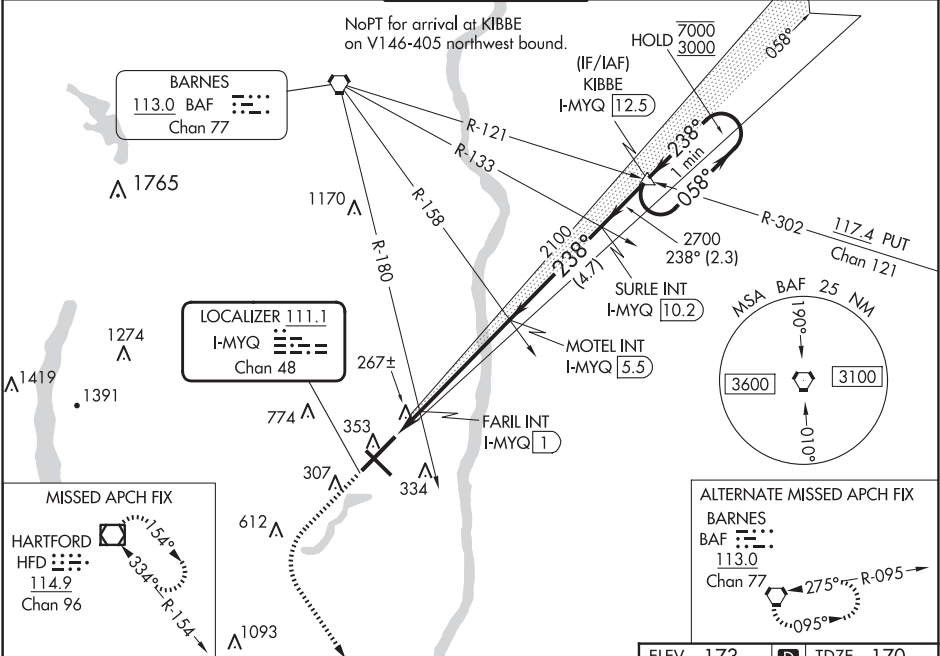 NoPT for arrival at KIBBE
on V146-405 northwest bound.
HOLD
7000
3000
058°
(IF/IAF)
KIBBE
I-MYQ 12.5
BARNES
113.0 BAF
Chan 77
R-121
R-133
R-158
R-180
238°
1 min
058°
1765
1170
2100
238°
(4.7)
2700
238° (2.3)
R-302
117.4 PUT
Chan 121
SURLE INT
I-MYQ 10.2
MSA BAF 25 NM
190°
3600
3100
010°
LOCALIZER 111.1
I-MYQ
Chan 48
1274
1419
1391
267±
MOTEL INT
I-MYQ 5.5
774
353
FARIL INT
I-MYQ 1
307
334
612
1093
MISSED APCH FIX
HARTFORD
HFD
114.9
Chan 96
154°
334°
R-154
ALTERNATE MISSED APCH FIX
BARNES
BAF
113.0
Chan 77
275°
R-095
095°
ELEV 173 D TDZE 170